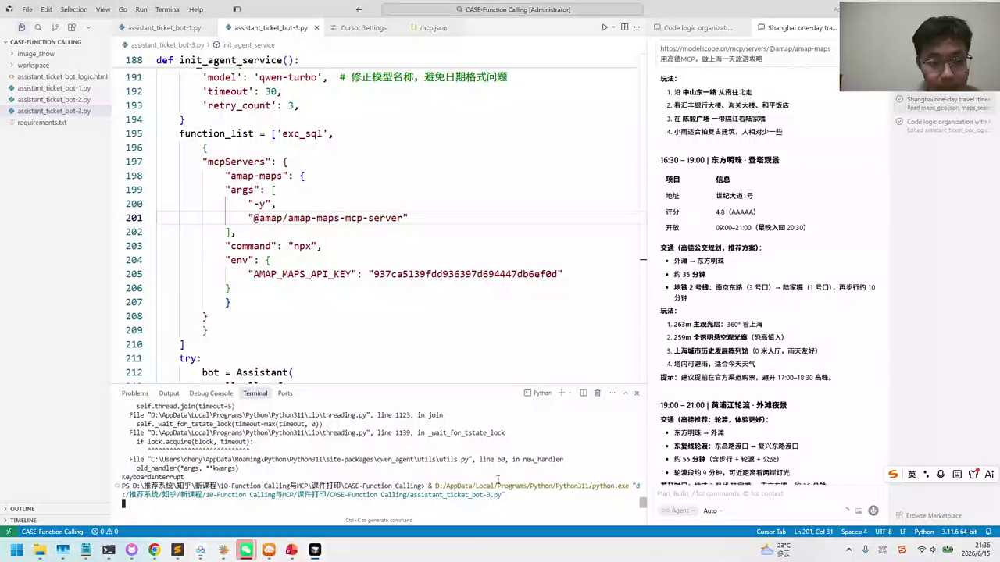 File
Edit
Selection
View
Go
Run
Terminal
Help
CASE-Function Calling [Administrator]
CASE-FUNCTION CALLING
image_show
workspace
assistant_ticket_bot_logic.html
assistant_ticket_bot-1.py
assistant_ticket_bot-2.py
assistant_ticket_bot-3.py
requirements.txt
OUTLINE
TIMELINE
assistant_ticket_bot-1.py
assistant_ticket_bot-3.py
Cursor Settings
mcp.json
assistant_ticket_bot-3.py > init_agent_service
188 def init_agent_service():
191 'model': 'qwen-turbo', # 修正模型名称，避免日期格式问题
192 'timeout': 30,
193 'retry_count': 3,
194 }
195 function_list = ['exc_sql',
196 {
197 "mcpServers": {
198 "amap-maps": {
199 "args": [
200 "-y",
201 "@amap/amap-maps-mcp-server"
202 ],
203 "command": "npx",
204 "env": {
205 "AMAP_MAPS_API_KEY": "937ca5139fdd936397d694447db6ef0d"
206 }
207 }
208 }
209 }
210 ]
211 try:
212 bot = Assistant(
Problems
Output
Debug Console
Terminal
Ports
Python
self.thread.join(timeout=5)
File "D:\AppData\Local\Programs\Python\Python311\Lib\threading.py", line 1123, in join
self._wait_for_tstate_lock(timeout=max(timeout, 0))
File "D:\AppData\Local\Programs\Python\Python311\Lib\threading.py", line 1139, in _wait_for_tstate_lock
if lock.acquire(block, timeout):
^^^^^^^^^^^^^^^^^^^^^^^^^^^^
File "C:\Users\cheny\AppData\Roaming\Python\Python311\site-packages\qwen_agent\utils\utils.py", line 60, in new_handler
old_handler(*args, **kwargs)
KeyboardInterrupt
PS D:\推荐系统\知乎\新课程\10-Function Calling与MCP\课件打印\CASE-Function Calling> & D:/AppData/Local/Programs/Python/Python311/python.exe "d
:/推荐系统/知乎/新课程/10-Function Calling与MCP/课件打印/CASE-Function Calling/assistant_ticket_bot-3.py"
Ctrl+K to generate command
Code logic organization...
Shanghai one-day tra...
https://modelscope.cn/mcp/servers/@amap/amap-maps
用高德MCP，做上海一天旅游攻略
玩法：
1. 沿 中山东一路 从南往北走
2. 看汇丰银行大楼、海关大楼、和平饭店
3. 在 陈毅广场 一带隔江看陆家嘴
4. 小雨适合拍复古建筑，人相对少一些
16:30 – 19:00 | 东方明珠 · 登塔观景
项目 信息
地址 世纪大道1号
评分 4.8（AAAAA）
开放 09:00–21:00（最晚入园 20:30）
交通（高德公交规划，推荐方案）：
外滩 → 东方明珠
约 35 分钟
地铁 2 号线：南京东路（3 号口）→ 陆家嘴（1 号口），再步行约 10
分钟
玩法：
1. 263m 主观光层：360° 看上海
2. 259m 全透明悬空观光廊（恐高慎入）
3. 上海城市历史发展陈列馆（0 米大厅，雨天友好）
4. 塔内可避雨，适合今天天气
提示：建议提前在官方渠道购票，避开 17:00–18:30 高峰。
19:00 – 21:00 | 黄浦江轮渡 · 外滩夜景
交通（高德推荐：轮渡，体验更好）：
东方明珠 → 外滩
东复线轮渡：东昌路渡口 → 复兴东路渡口
约 55 分钟（含步行 + 轮渡 + 公交）
轮渡段约 9 分钟，可近距离看两岸灯光
Plan, Build, / for commands, @ for context
Agent
Auto
Shanghai one-day travel itiner
Read maps_geo.json, maps_sear
Code logic organization with
Edited assistant_ticket_bot_logic
Browse Marketplace
英
Ai
CASE-Function Calling
0
0
Cursor Tab
Ln 201, Col 31
Spaces: 4
UTF-8
LF
Python
3.11.6 64-bit
23°C
多云
英
21:36
2026/6/15